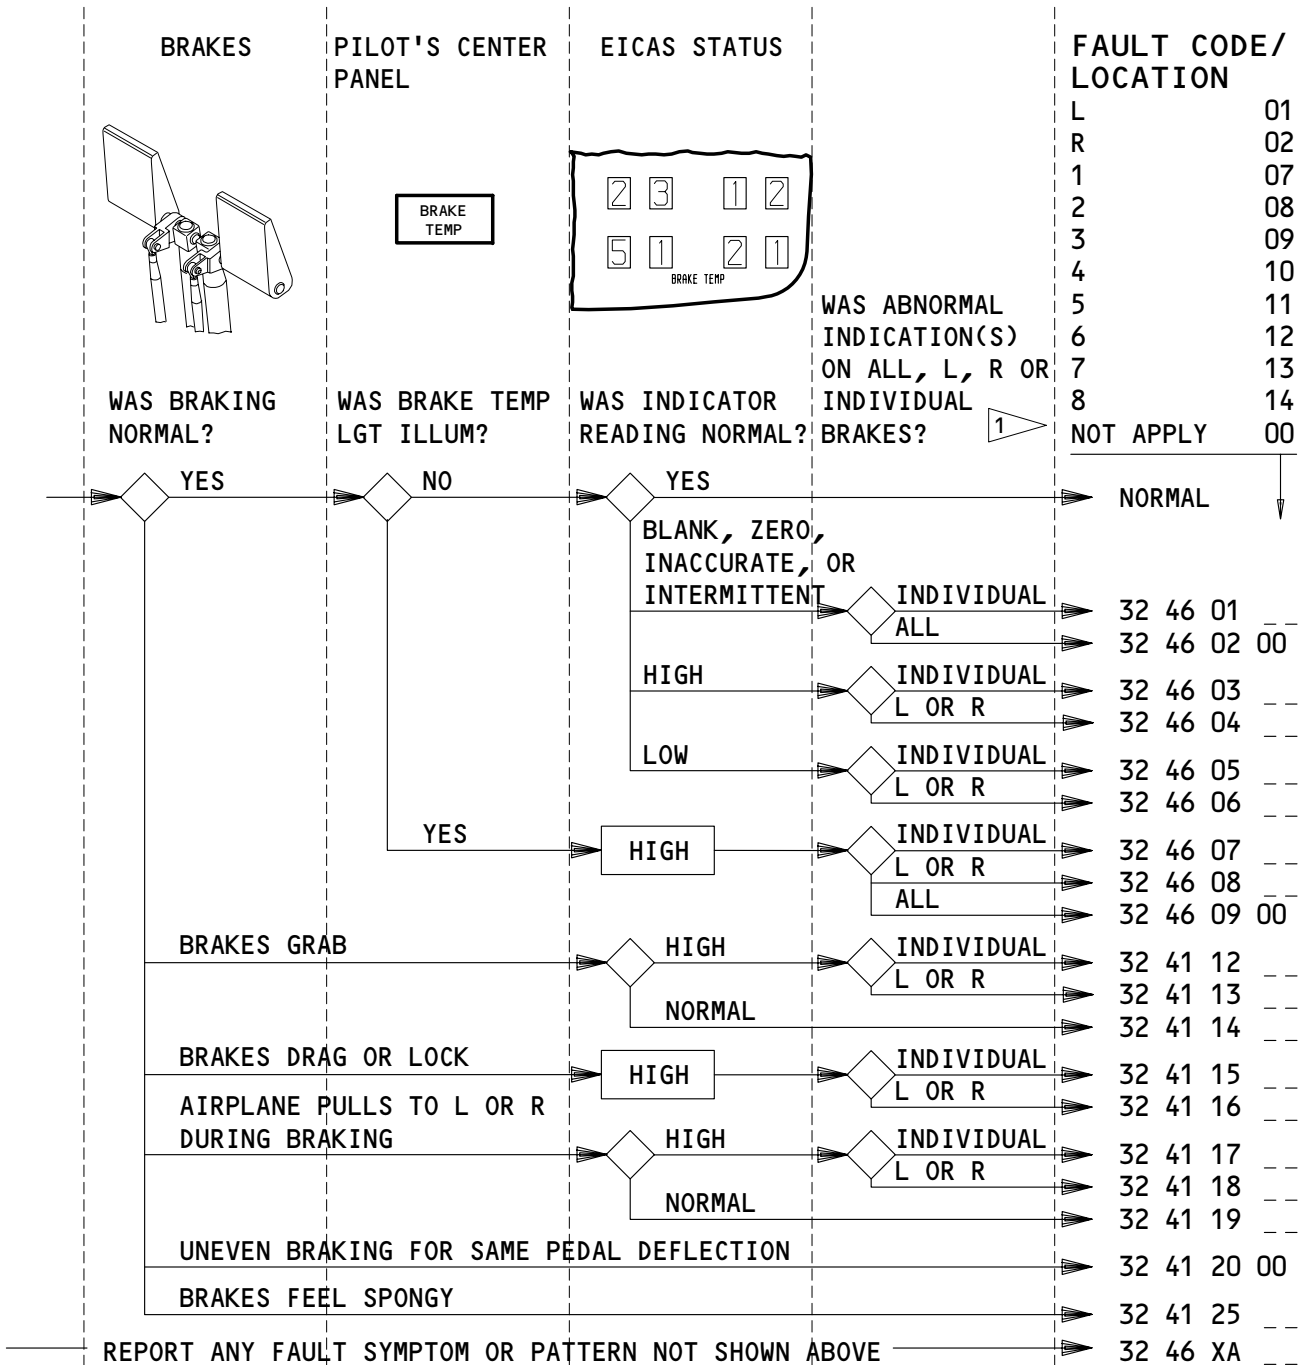 BRAKES
PILOT'S CENTER
PANEL
EICAS STATUS
FAULT CODE/
LOCATION
L 01
R 02
1 07
2 08
3 09
4 10
5 11
6 12
7 13
8 14
NOT APPLY 00
BRAKE
TEMP
2 3 1 2
5 1 2 1
BRAKE TEMP
WAS BRAKING
NORMAL?
WAS BRAKE TEMP
LGT ILLUM?
WAS INDICATOR
READING NORMAL?
WAS ABNORMAL
INDICATION(S)
ON ALL, L, R OR
INDIVIDUAL
BRAKES?
1
YES
NO
YES
NORMAL
BLANK, ZERO,
INACCURATE, OR
INTERMITTENT
INDIVIDUAL
32 46 01 _ _
ALL
32 46 02 00
HIGH
INDIVIDUAL
32 46 03 _ _
L OR R
32 46 04 _ _
LOW
INDIVIDUAL
32 46 05 _ _
L OR R
32 46 06 _ _
YES
HIGH
INDIVIDUAL
32 46 07 _ _
L OR R
32 46 08 _ _
ALL
32 46 09 00
BRAKES GRAB
HIGH
INDIVIDUAL
32 41 12 _ _
L OR R
32 41 13 _ _
NORMAL
32 41 14 _ _
BRAKES DRAG OR LOCK
HIGH
INDIVIDUAL
32 41 15 _ _
L OR R
32 41 16 _ _
AIRPLANE PULLS TO L OR R
DURING BRAKING
HIGH
INDIVIDUAL
32 41 17 _ _
L OR R
32 41 18 _ _
NORMAL
32 41 19 _ _
UNEVEN BRAKING FOR SAME PEDAL DEFLECTION
32 41 20 00
BRAKES FEEL SPONGY
32 41 25 _ _
REPORT ANY FAULT SYMPTOM OR PATTERN NOT SHOWN ABOVE
32 46 XA _ _